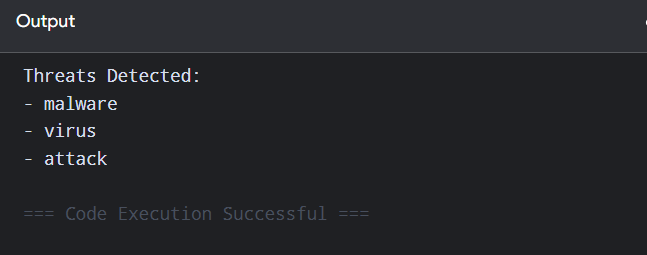 Output
Threats Detected:
- malware
- virus
- attack
=== Code Execution Successful ===